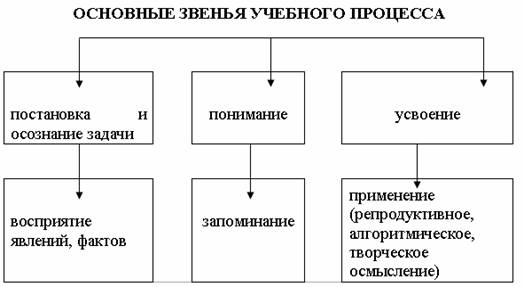 ОСНОВНЫЕ ЗВЕНЬЯ УЧЕБНОГО ПРОЦЕССА
постановка и
осознание задачи
понимание
усвоение
восприятие
явлений, фактов
запоминание
применение
(репродуктивное,
алгоритмическое,
творческое
осмысление)